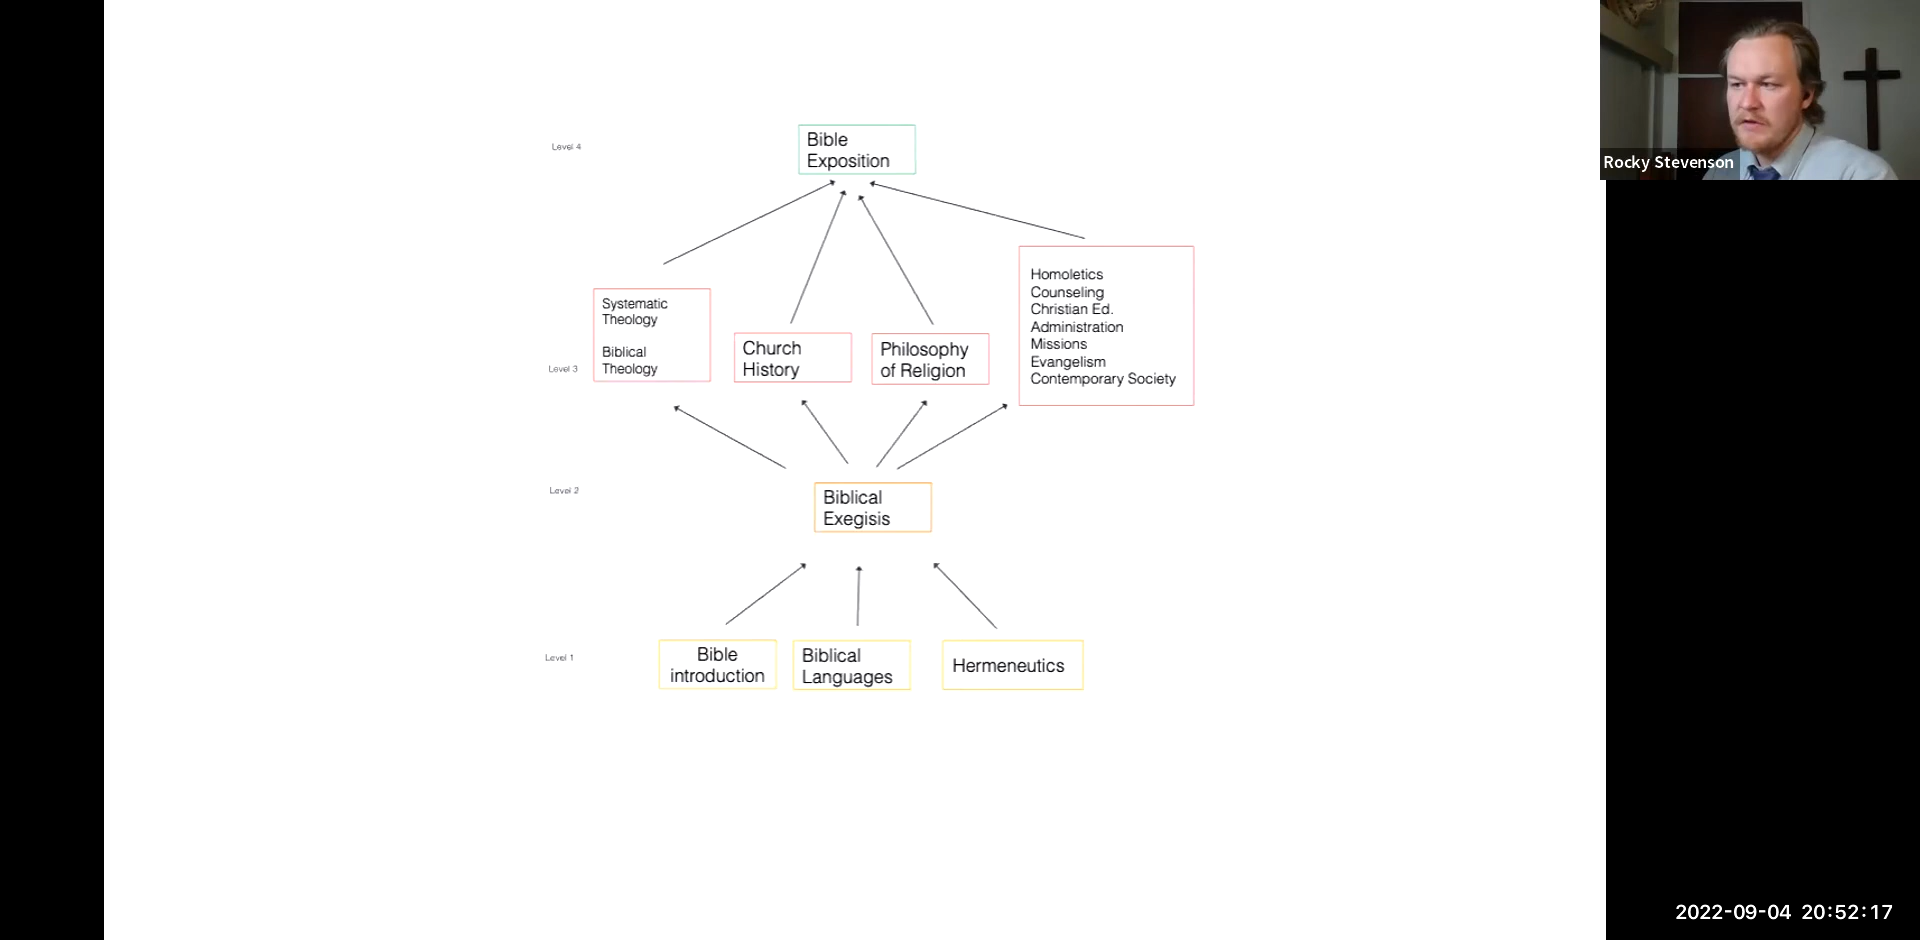 Level 4
Bible
Exposition
Rocky Stevenson
Systematic
Theology
Biblical
Theology
Level 3
Church
History
Philosophy
of Religion
Homoletics
Counseling
Christian Ed.
Administration
Missions
Evangelism
Contemporary Society
Level 2
Biblical
Exegisis
Level 1
Bible
introduction
Biblical
Languages
Hermeneutics
2022-09-04 20:52:17